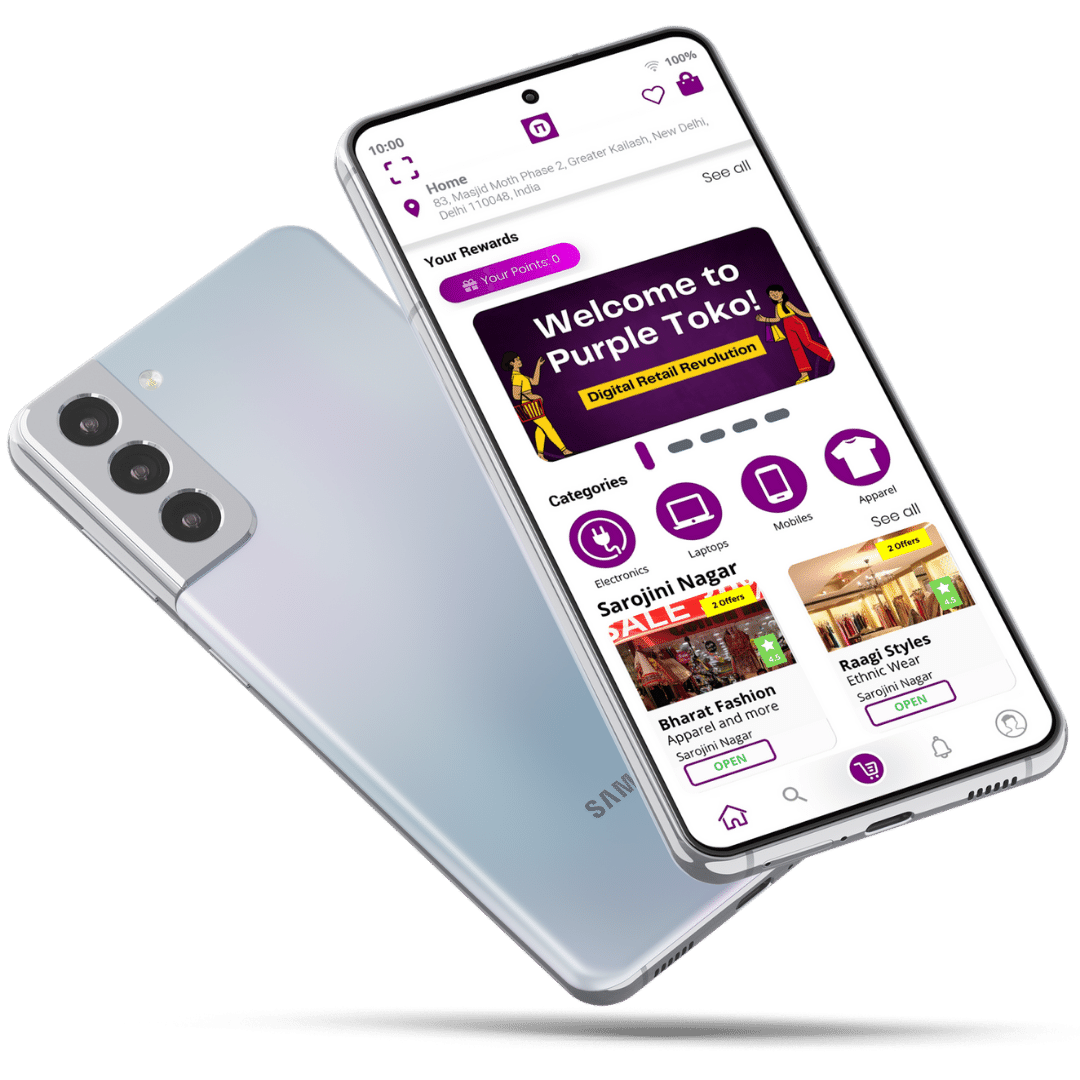 10:00
100%
Home
83, Masjid Moth Phase 2, Greater Kailash, New Delhi,
Delhi 110048, India
See all
Your Rewards
Your Points: 0
Welcome to
Purple Toko!
Digital Retail Revolution
Categories
Electronics
Laptops
Mobiles
Apparel
See all
Sarojini Nagar
SALE
2 Offers
4.5
Bharat Fashion
Apparel and more
Sarojini Nagar
OPEN
2 Offers
4.5
Raagi Styles
Ethnic Wear
Sarojini Nagar
OPEN
SAM